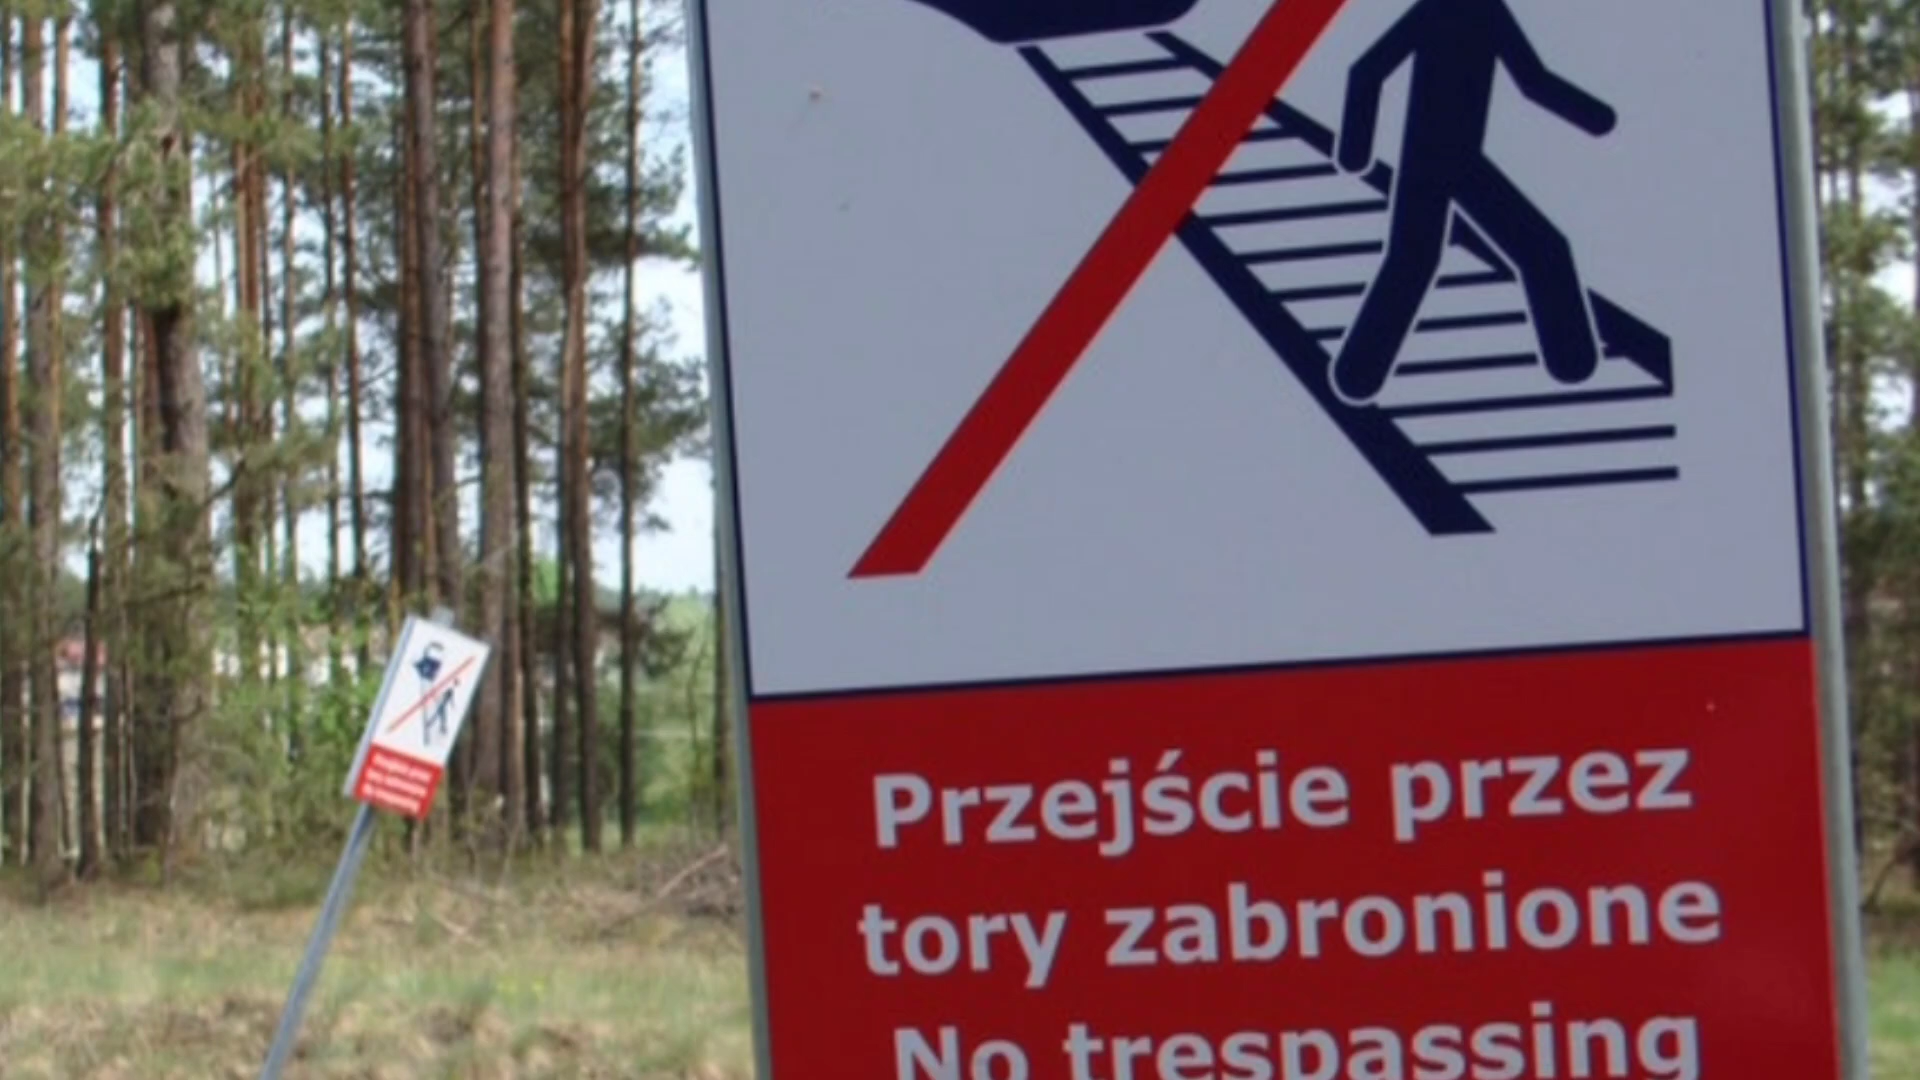 Przejście przez
tory zabronione
No trespassing